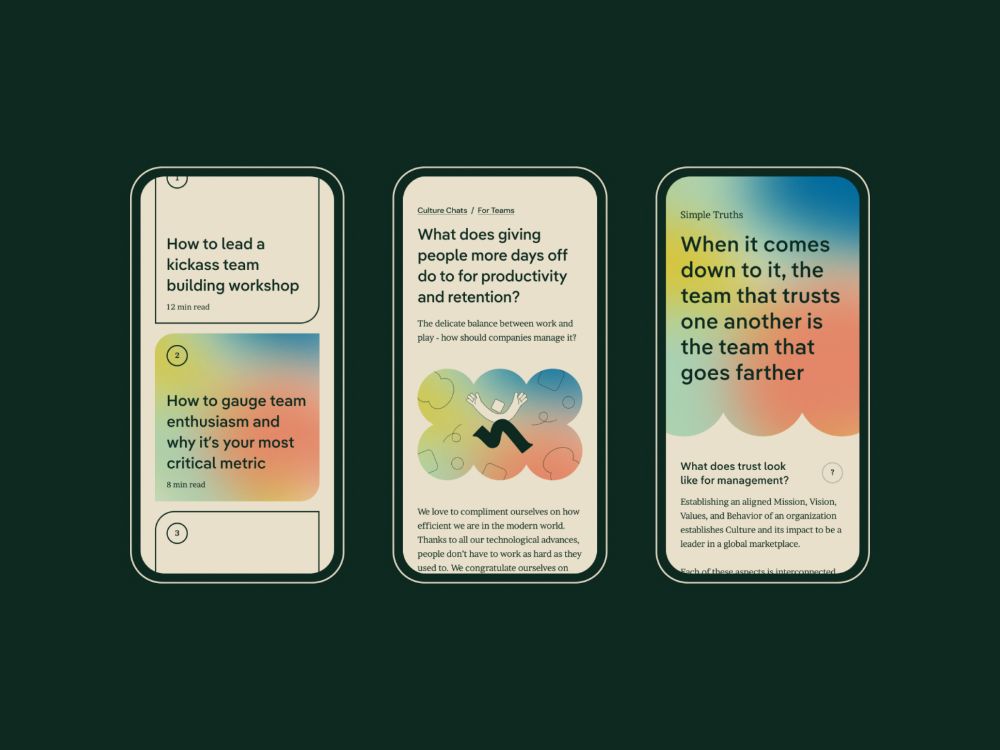 1
How to lead a
kickass team
building workshop
12 min read
2
How to gauge team
enthusiasm and
why it's your most
critical metric
8 min read
3
Culture Chats / For Teams
What does giving
people more days off
do to for productivity
and retention?
The delicate balance between work and
play - how should companies manage it?
We love to compliment ourselves on how
efficient we are in the modern world.
Thanks to all our technological advances,
people don't have to work as hard as they
used to. We congratulate ourselves on
Simple Truths
When it comes
down to it, the
team that trusts
one another is
the team that
goes farther
What does trust look
like for management?
?
Establishing an aligned Mission, Vision,
Values, and Behavior of an organization
establishes Culture and its impact to be a
leader in a global marketplace.
Each of these aspects is interconnected